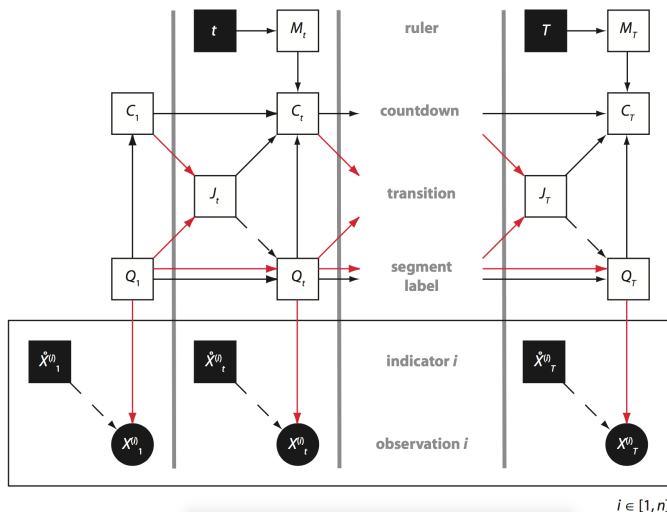 t M_t ruler T M_T
C_1 C_t countdown C_T
J_t transition J_T
Q_1 Q_t segment Q_T
label
X̊^(i)_1 X̊^(i)_t indicator i X̊^(i)_T
X^(i)_1 X^(i)_t observation i X^(i)_T
i ∈ [1, n]